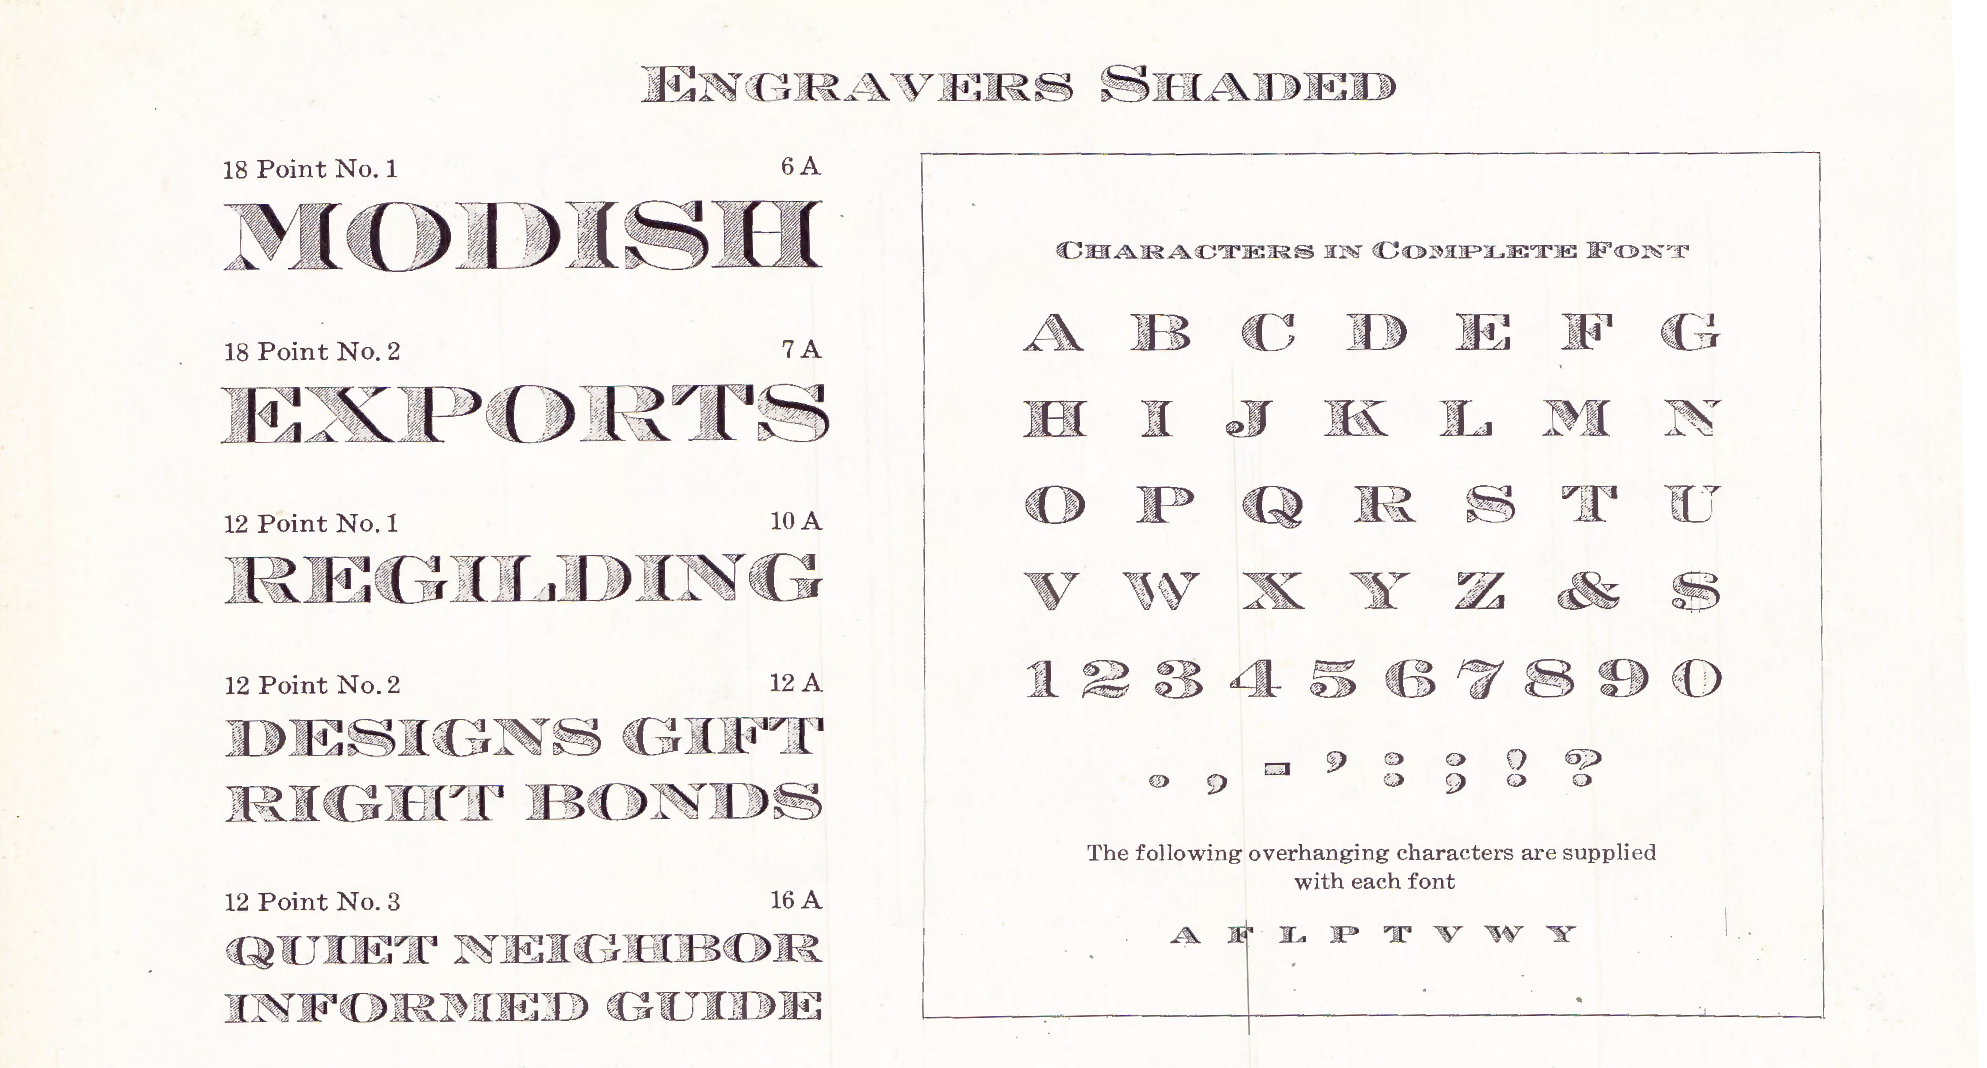 ENGRAVERS SHADED
18 Point No. 1 6 A
MODISH
18 Point No. 2 7 A
EXPORTS
12 Point No. 1 10 A
REGILDING
12 Point No. 2 12 A
DESIGNS GIFT
RIGHT BONDS
12 Point No. 3 16 A
QUIET NEIGHBOR
INFORMED GUIDE
CHARACTERS IN COMPLETE FONT
A B C D E F G
H I J K L M N
O P Q R S T U
V W X Y Z & $
1 2 3 4 5 6 7 8 9 0
. , - ’ : ; ! ?
The following overhanging characters are supplied
with each font
A F L P T V W Y